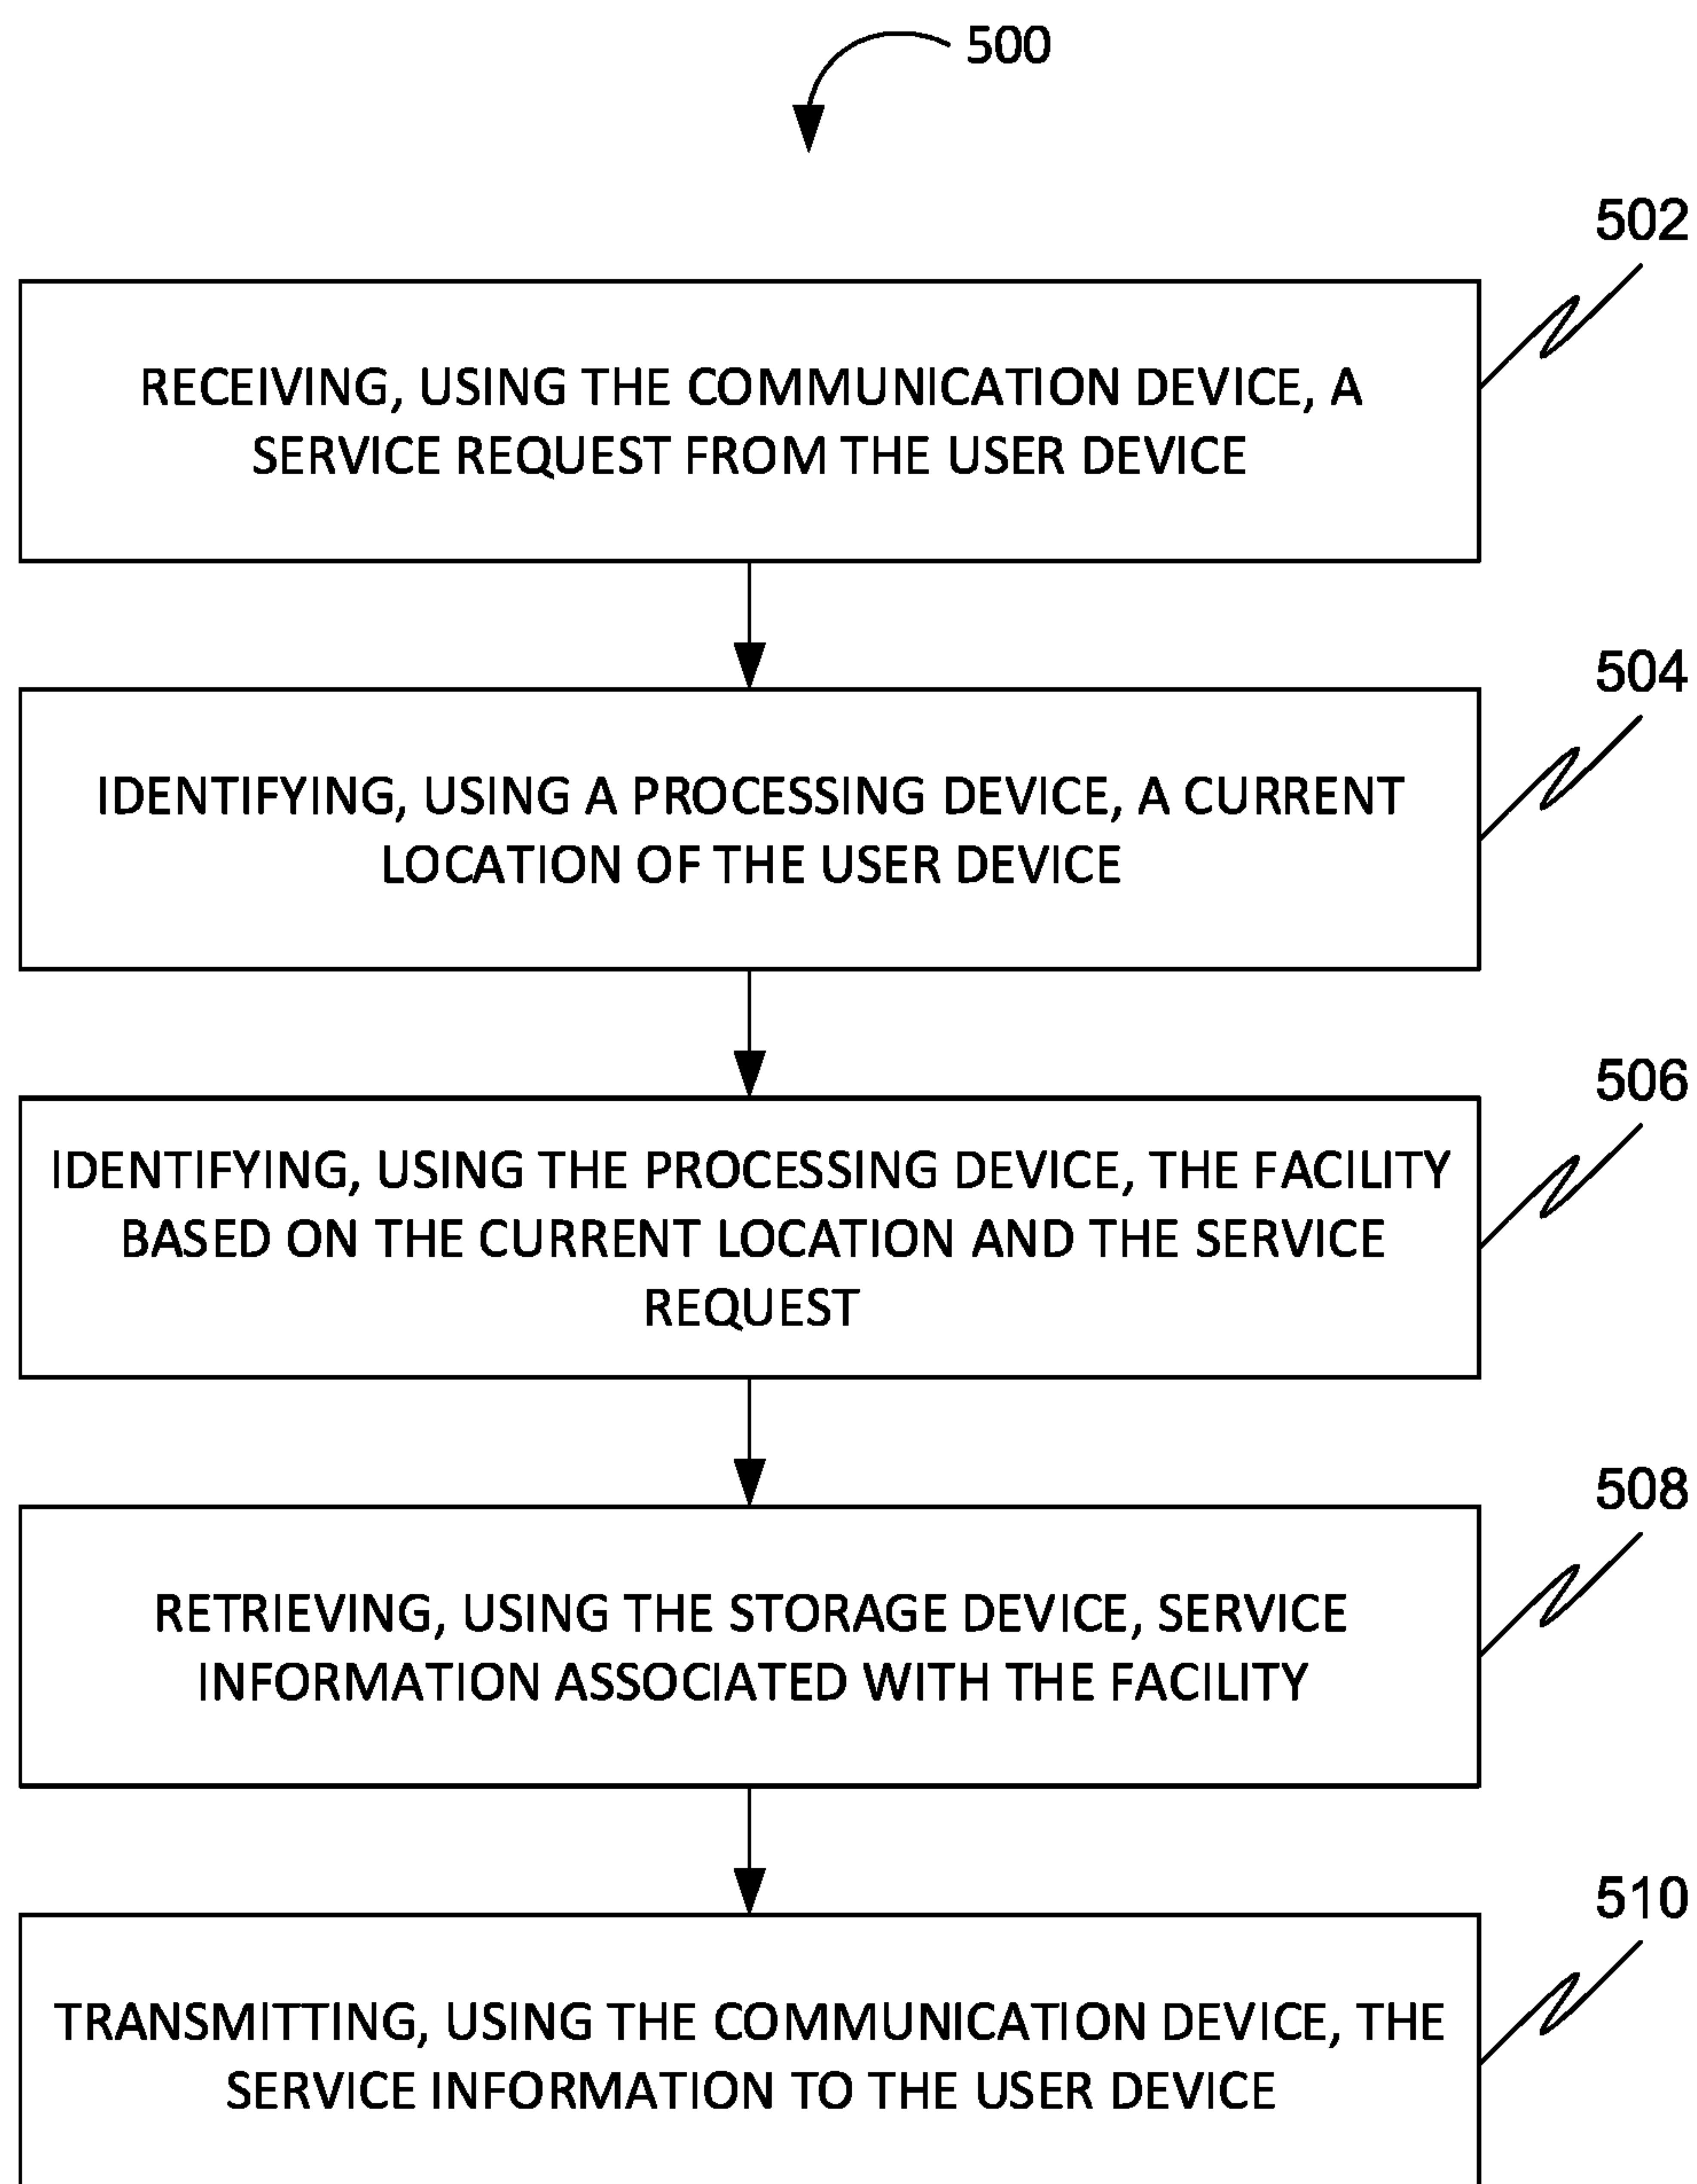 500
502
RECEIVING, USING THE COMMUNICATION DEVICE, A
SERVICE REQUEST FROM THE USER DEVICE
504
IDENTIFYING, USING A PROCESSING DEVICE, A CURRENT
LOCATION OF THE USER DEVICE
506
IDENTIFYING, USING THE PROCESSING DEVICE, THE FACILITY
BASED ON THE CURRENT LOCATION AND THE SERVICE
REQUEST
508
RETRIEVING, USING THE STORAGE DEVICE, SERVICE
INFORMATION ASSOCIATED WITH THE FACILITY
510
TRANSMITTING, USING THE COMMUNICATION DEVICE, THE
SERVICE INFORMATION TO THE USER DEVICE